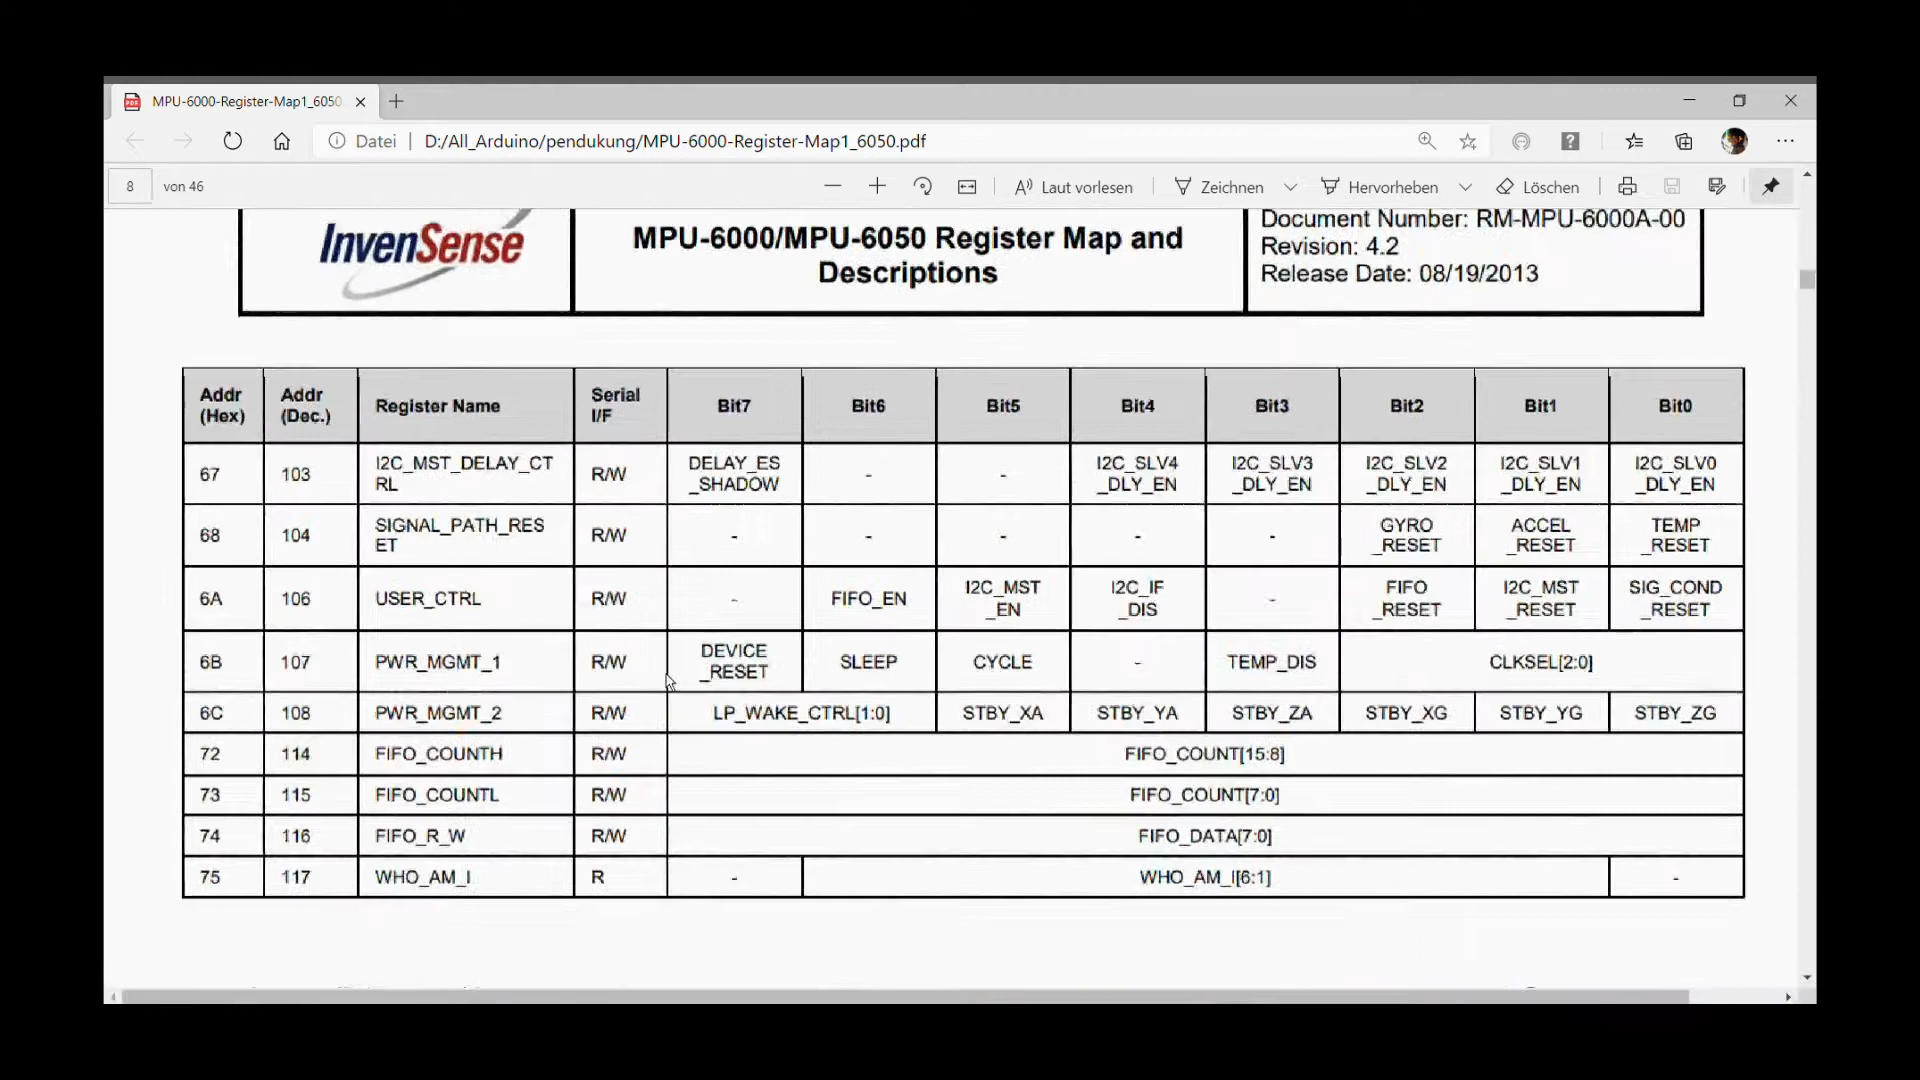 MPU-6000-Register-Map1_6050
Datei D:/All_Arduino/pendukung/MPU-6000-Register-Map1_6050.pdf
8 von 46 Laut vorlesen Zeichnen Hervorheben Löschen
InvenSense
MPU-6000/MPU-6050 Register Map and
Descriptions
Document Number: RM-MPU-6000A-00
Revision: 4.2
Release Date: 08/19/2013
Addr (Hex) Addr (Dec.) Register Name Serial I/F Bit7 Bit6 Bit5 Bit4 Bit3 Bit2 Bit1 Bit0
67 103 I2C_MST_DELAY_CTRL R/W DELAY_ES_SHADOW - - I2C_SLV4_DLY_EN I2C_SLV3_DLY_EN I2C_SLV2_DLY_EN I2C_SLV1_DLY_EN I2C_SLV0_DLY_EN
68 104 SIGNAL_PATH_RESET R/W - - - - - GYRO_RESET ACCEL_RESET TEMP_RESET
6A 106 USER_CTRL R/W - FIFO_EN I2C_MST_EN I2C_IF_DIS - FIFO_RESET I2C_MST_RESET SIG_COND_RESET
6B 107 PWR_MGMT_1 R/W DEVICE_RESET SLEEP CYCLE - TEMP_DIS CLKSEL[2:0]
6C 108 PWR_MGMT_2 R/W LP_WAKE_CTRL[1:0] STBY_XA STBY_YA STBY_ZA STBY_XG STBY_YG STBY_ZG
72 114 FIFO_COUNTH R/W FIFO_COUNT[15:8]
73 115 FIFO_COUNTL R/W FIFO_COUNT[7:0]
74 116 FIFO_R_W R/W FIFO_DATA[7:0]
75 117 WHO_AM_I R - WHO_AM_I[6:1] -